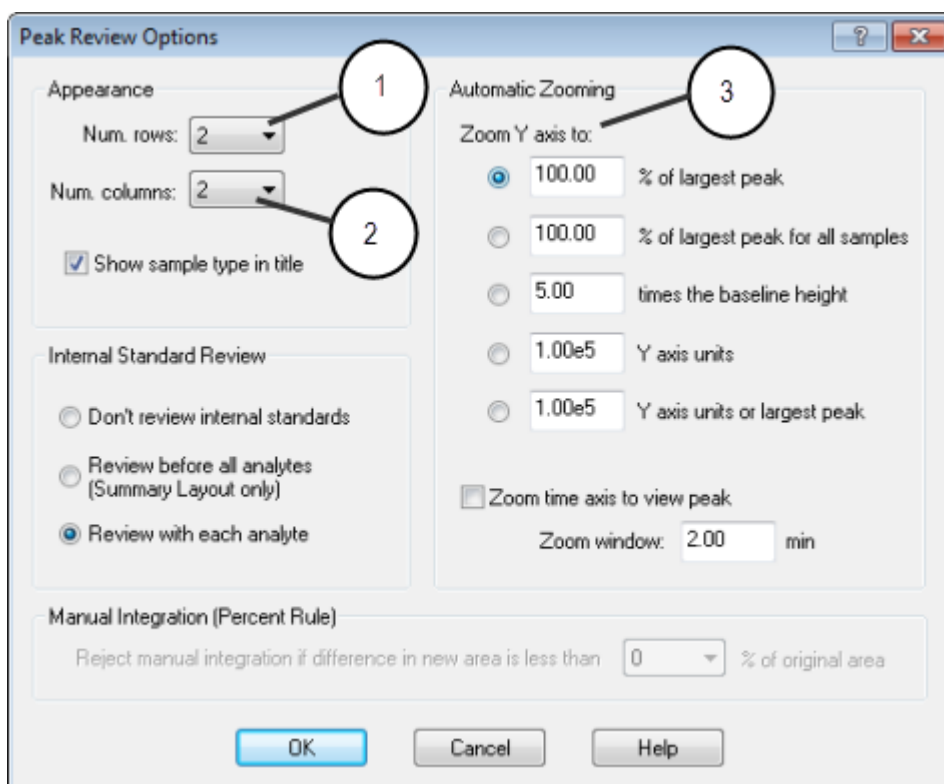 Peak Review Options
Appearance
1
Num. rows: 2
Num. columns: 2
2
Show sample type in title
Internal Standard Review
Don't review internal standards
Review before all analytes
(Summary Layout only)
Review with each analyte
Automatic Zooming
3
Zoom Y axis to:
100.00 % of largest peak
100.00 % of largest peak for all samples
5.00 times the baseline height
1.00e5 Y axis units
1.00e5 Y axis units or largest peak
Zoom time axis to view peak
Zoom window: 2.00 min
Manual Integration (Percent Rule)
Reject manual integration if difference in new area is less than 0 % of original area
OK Cancel Help